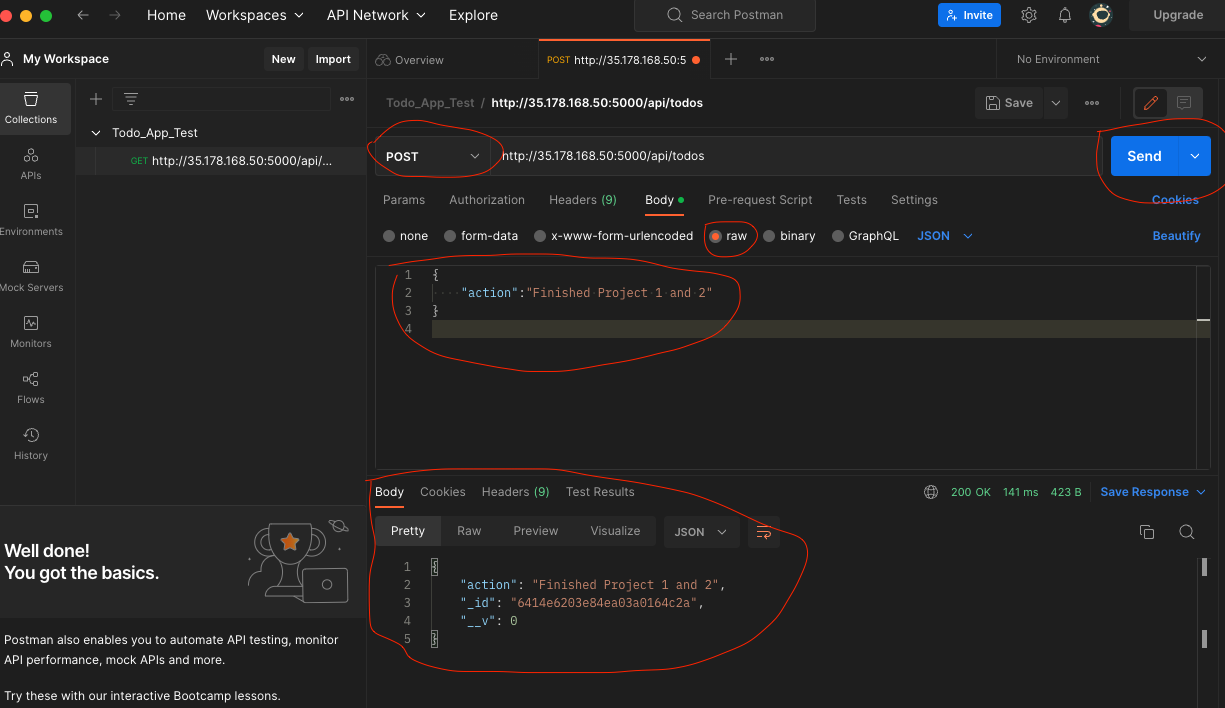 Home Workspaces API Network Explore Search Postman Invite Upgrade
My Workspace New Import
Overview POST http://35.178.168.50:5 No Environment
Collections
APIs
Environments
Mock Servers
Monitors
Flows
History
Todo_App_Test
GET http://35.178.168.50:5000/api/...
Well done!
You got the basics.
Postman also enables you to automate API testing, monitor
API performance, mock APIs and more.
Try these with our interactive Bootcamp lessons.
Todo_App_Test / http://35.178.168.50:5000/api/todos Save
POST http://35.178.168.50:5000/api/todos Send
Params Authorization Headers (9) Body Pre-request Script Tests Settings Cookies
none form-data x-www-form-urlencoded raw binary GraphQL JSON Beautify
1 {
2 "action":"Finished Project 1 and 2"
3 }
4
Body Cookies Headers (9) Test Results 200 OK 141 ms 423 B Save Response
Pretty Raw Preview Visualize JSON
1 {
2 "action": "Finished Project 1 and 2",
3 "_id": "6414e6203e84ea03a0164c2a",
4 "__v": 0
5 }